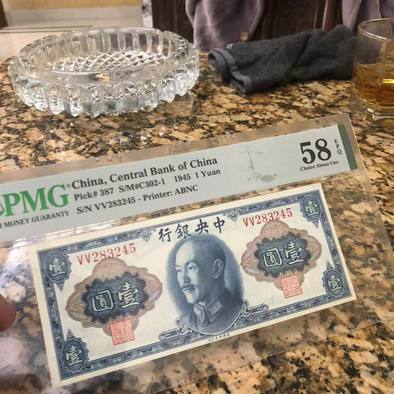 PMG
China, Central Bank of China
Pick# 387 S/M#C302-1 1945 1 Yuan
S/N VV283245 - Printer: ABNC
MONEY GUARANTY
58 EPQ
Choice About Unc
行銀央中
VV283245
VV283245
壹
壹
圓
壹
壹
壹